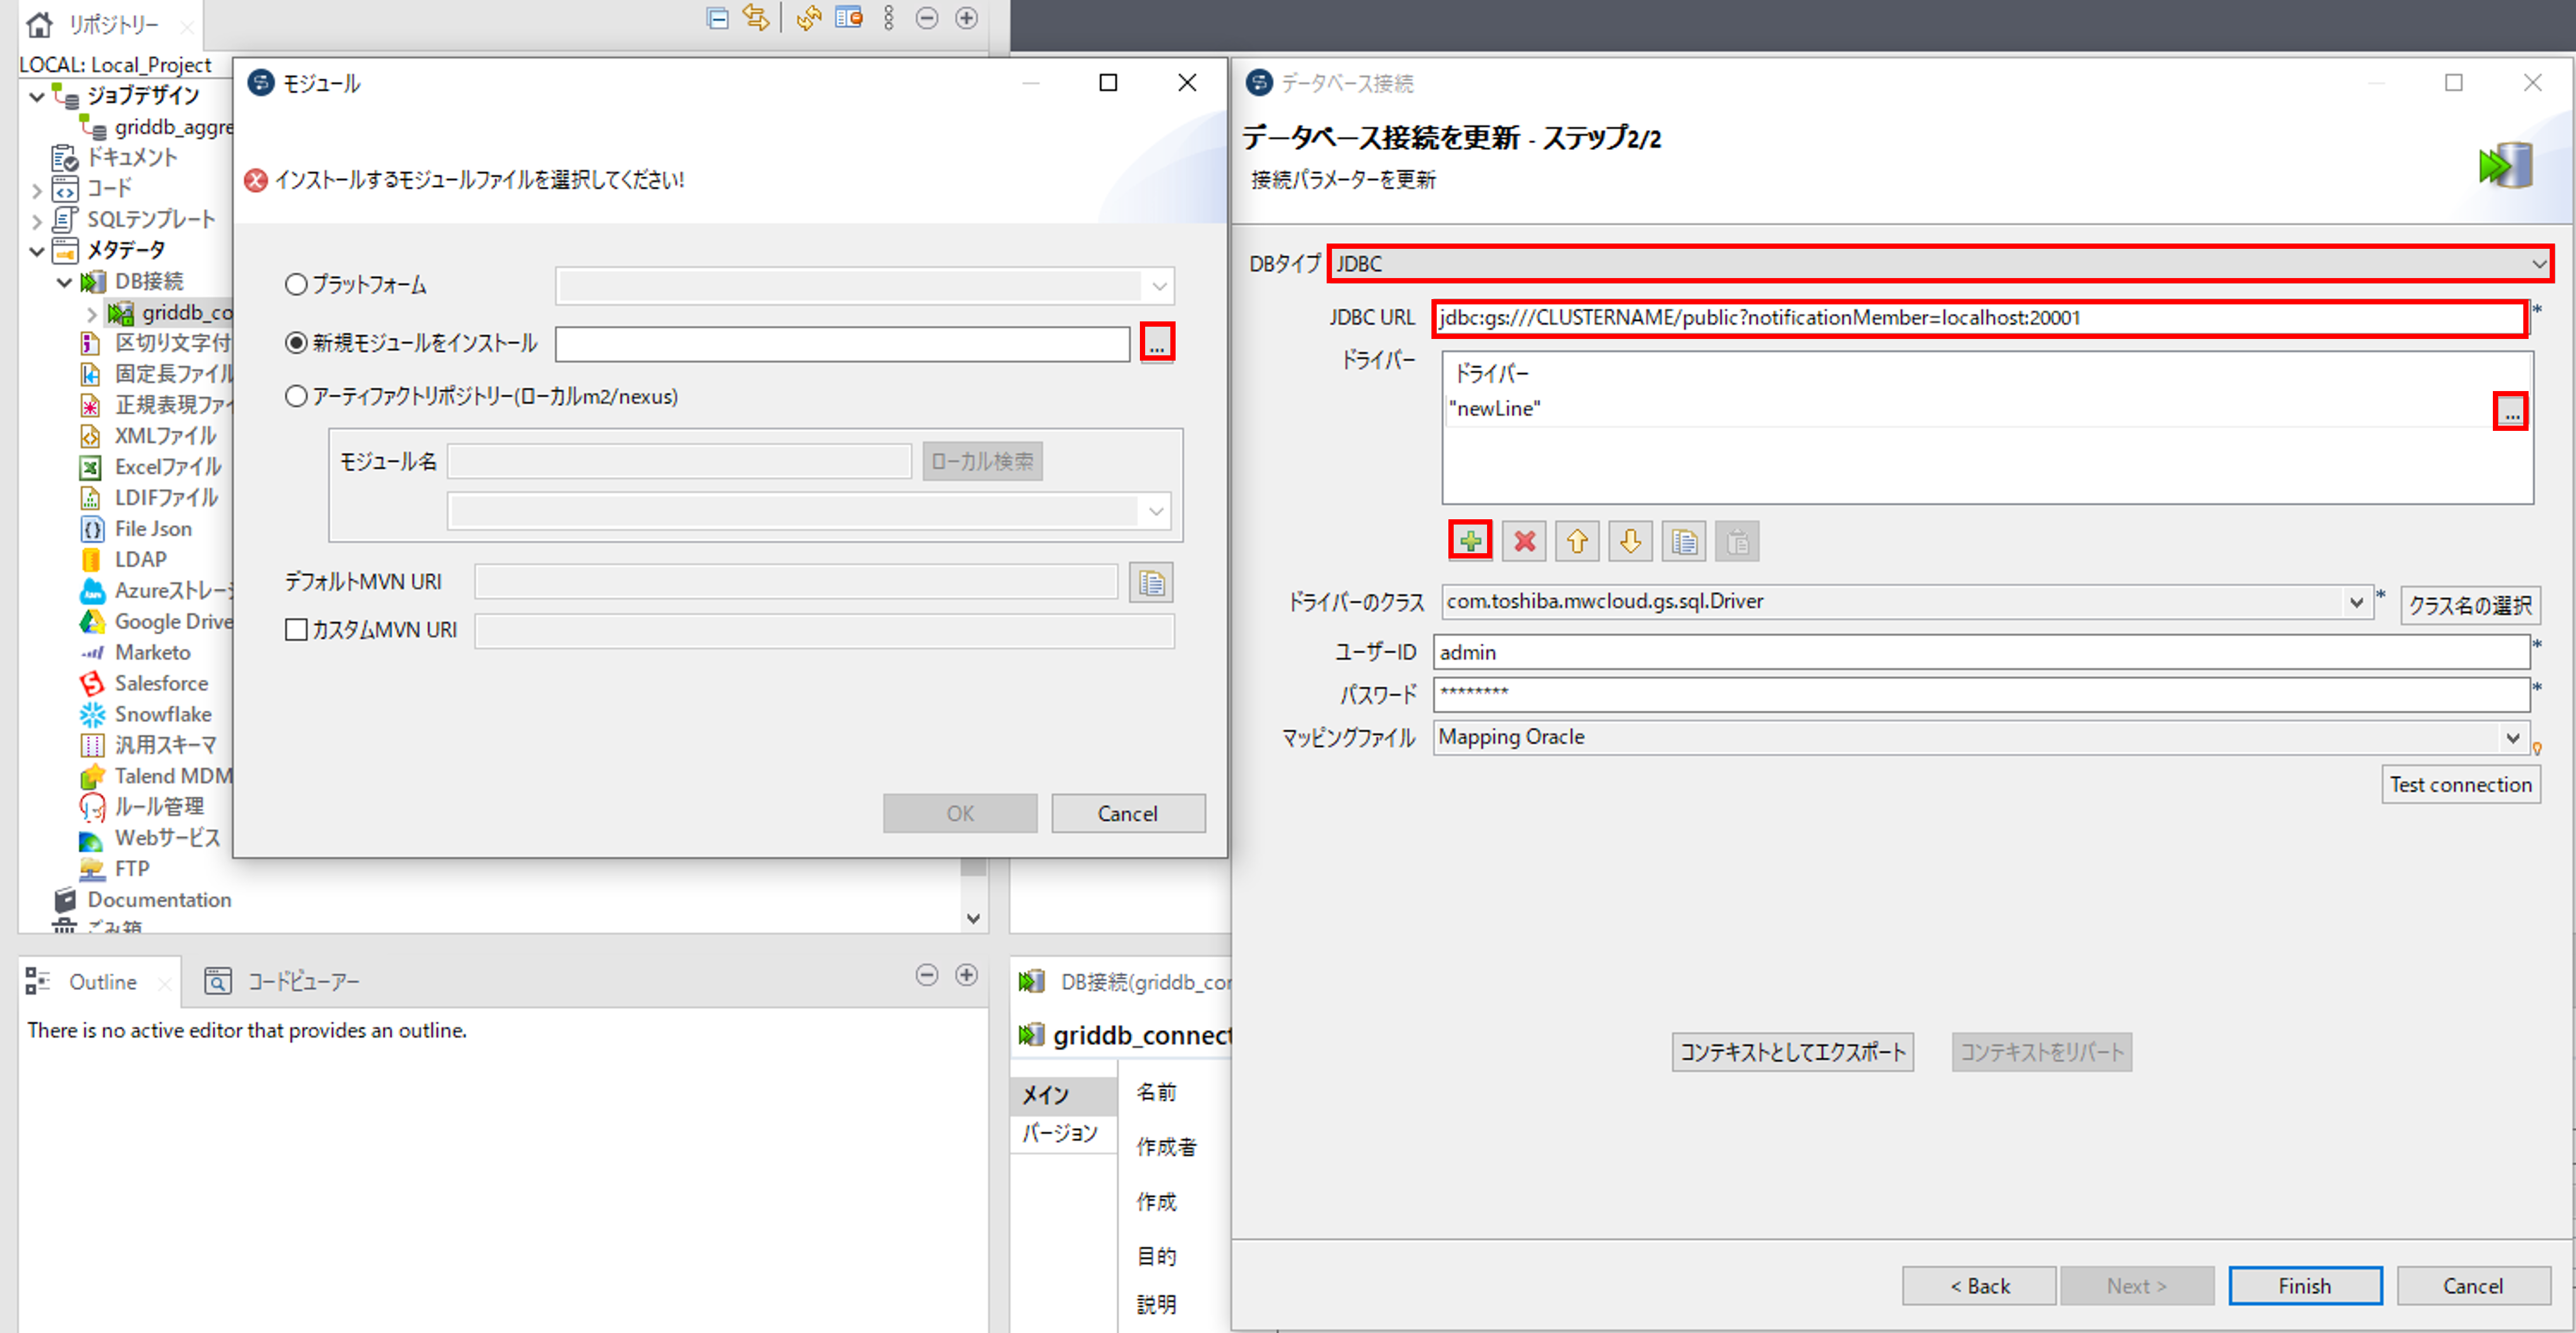 リポジトリー
LOCAL: Local_Project
ジョブデザイン
griddb_aggre
ドキュメント
コード
SQLテンプレート
メタデータ
DB接続
griddb_co
区切り文字付
固定長ファイル
正規表現ファイ
XMLファイル
Excelファイル
LDIFファイル
File Json
LDAP
Azureストレージ
Google Drive
Marketo
Salesforce
Snowflake
汎用スキーマ
Talend MDM
ルール管理
Webサービス
FTP
Documentation
ごみ箱
モジュール
インストールするモジュールファイルを選択してください!
プラットフォーム
新規モジュールをインストール
...
アーティファクトリポジトリー(ローカルm2/nexus)
モジュール名
ローカル検索
デフォルトMVN URI
カスタムMVN URI
OK
Cancel
データベース接続
データベース接続を更新 - ステップ2/2
接続パラメーターを更新
DBタイプ JDBC
JDBC URL jdbc:gs:///CLUSTERNAME/public?notificationMember=localhost:20001 *
ドライバー
ドライバー
"newLine" ...
ドライバーのクラス com.toshiba.mwcloud.gs.sql.Driver * クラス名の選択
ユーザーID admin *
パスワード ******** *
マッピングファイル Mapping Oracle
Test connection
コンテキストとしてエクスポート コンテキストをリバート
< Back Next > Finish Cancel
Outline コードビューアー
There is no active editor that provides an outline.
DB接続(griddb_cor
griddb_connect
メイン
バージョン
名前
作成者
作成
目的
説明